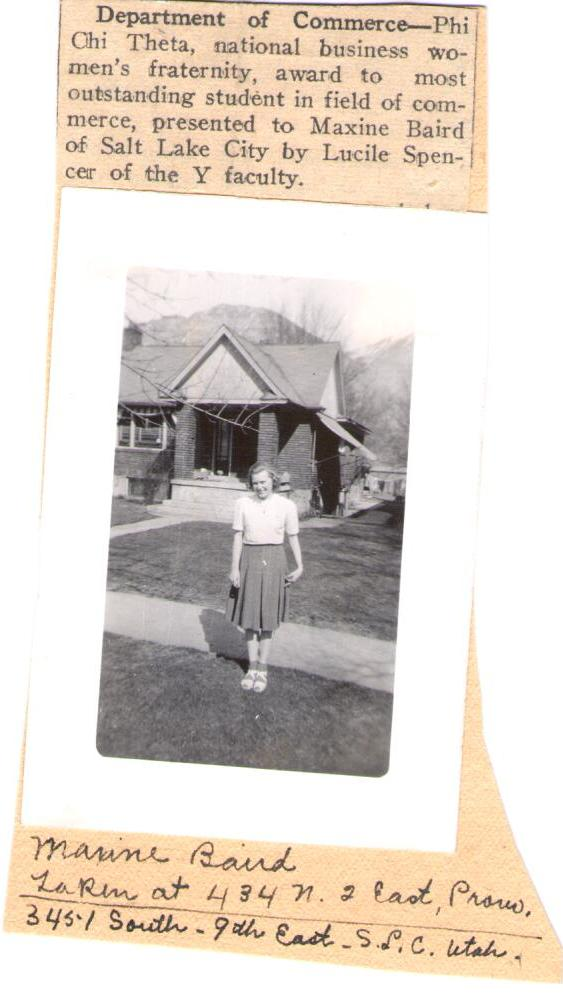 Department of Commerce—Phi
Chi Theta, national business wo-
men's fraternity, award to most
outstanding student in field of com-
merce, presented to Maxine Baird
of Salt Lake City by Lucile Spen-
cer of the Y faculty.
Maxine Baird
Taken at 434 N. 2 East, Provo.
3451 South - 9th East - S.L.C. Utah.